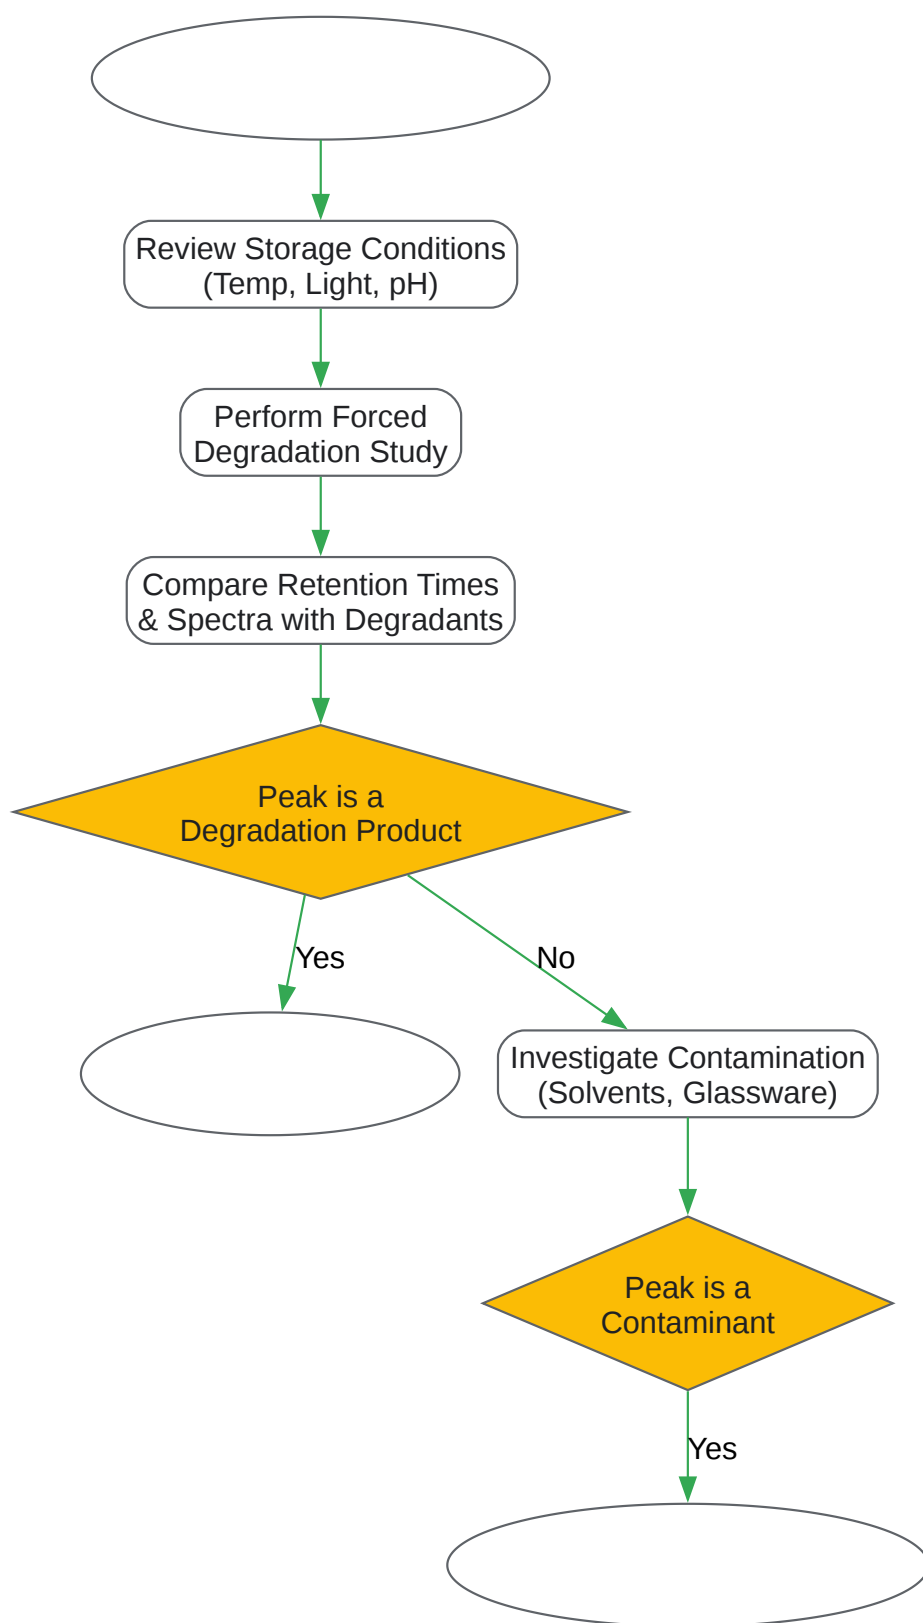 Review Storage Conditions
(Temp, Light, pH)
Perform Forced
Degradation Study
Compare Retention Times
& Spectra with Degradants
Peak is a
Degradation Product
Yes
No
Investigate Contamination
(Solvents, Glassware)
Peak is a
Contaminant
Yes